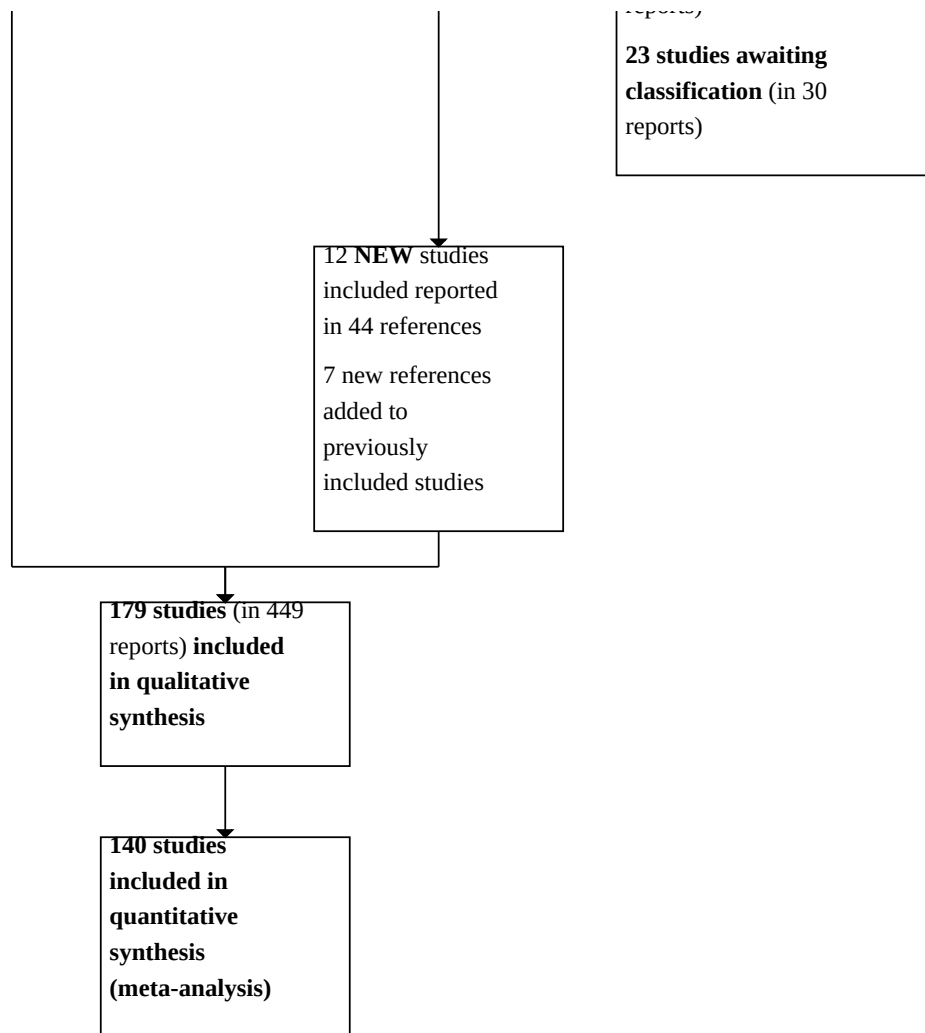 reports)
23 studies awaiting
classification (in 30
reports)
12 NEW studies
included reported
in 44 references
7 new references
added to
previously
included studies
179 studies (in 449
reports) included
in qualitative
synthesis
140 studies
included in
quantitative
synthesis
(meta-analysis)